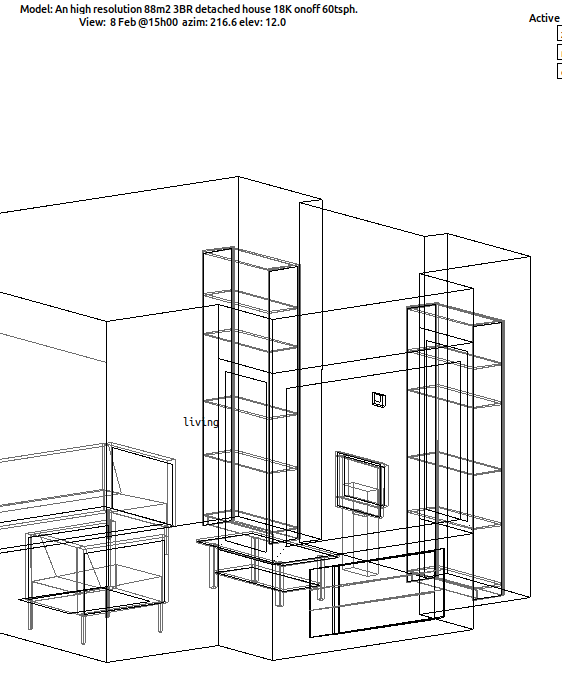 Model: An high resolution 88m2 3BR detached house 18K onoff 60tsph.
View: 8 Feb @15h00 azim: 216.6 elev: 12.0
Active
living